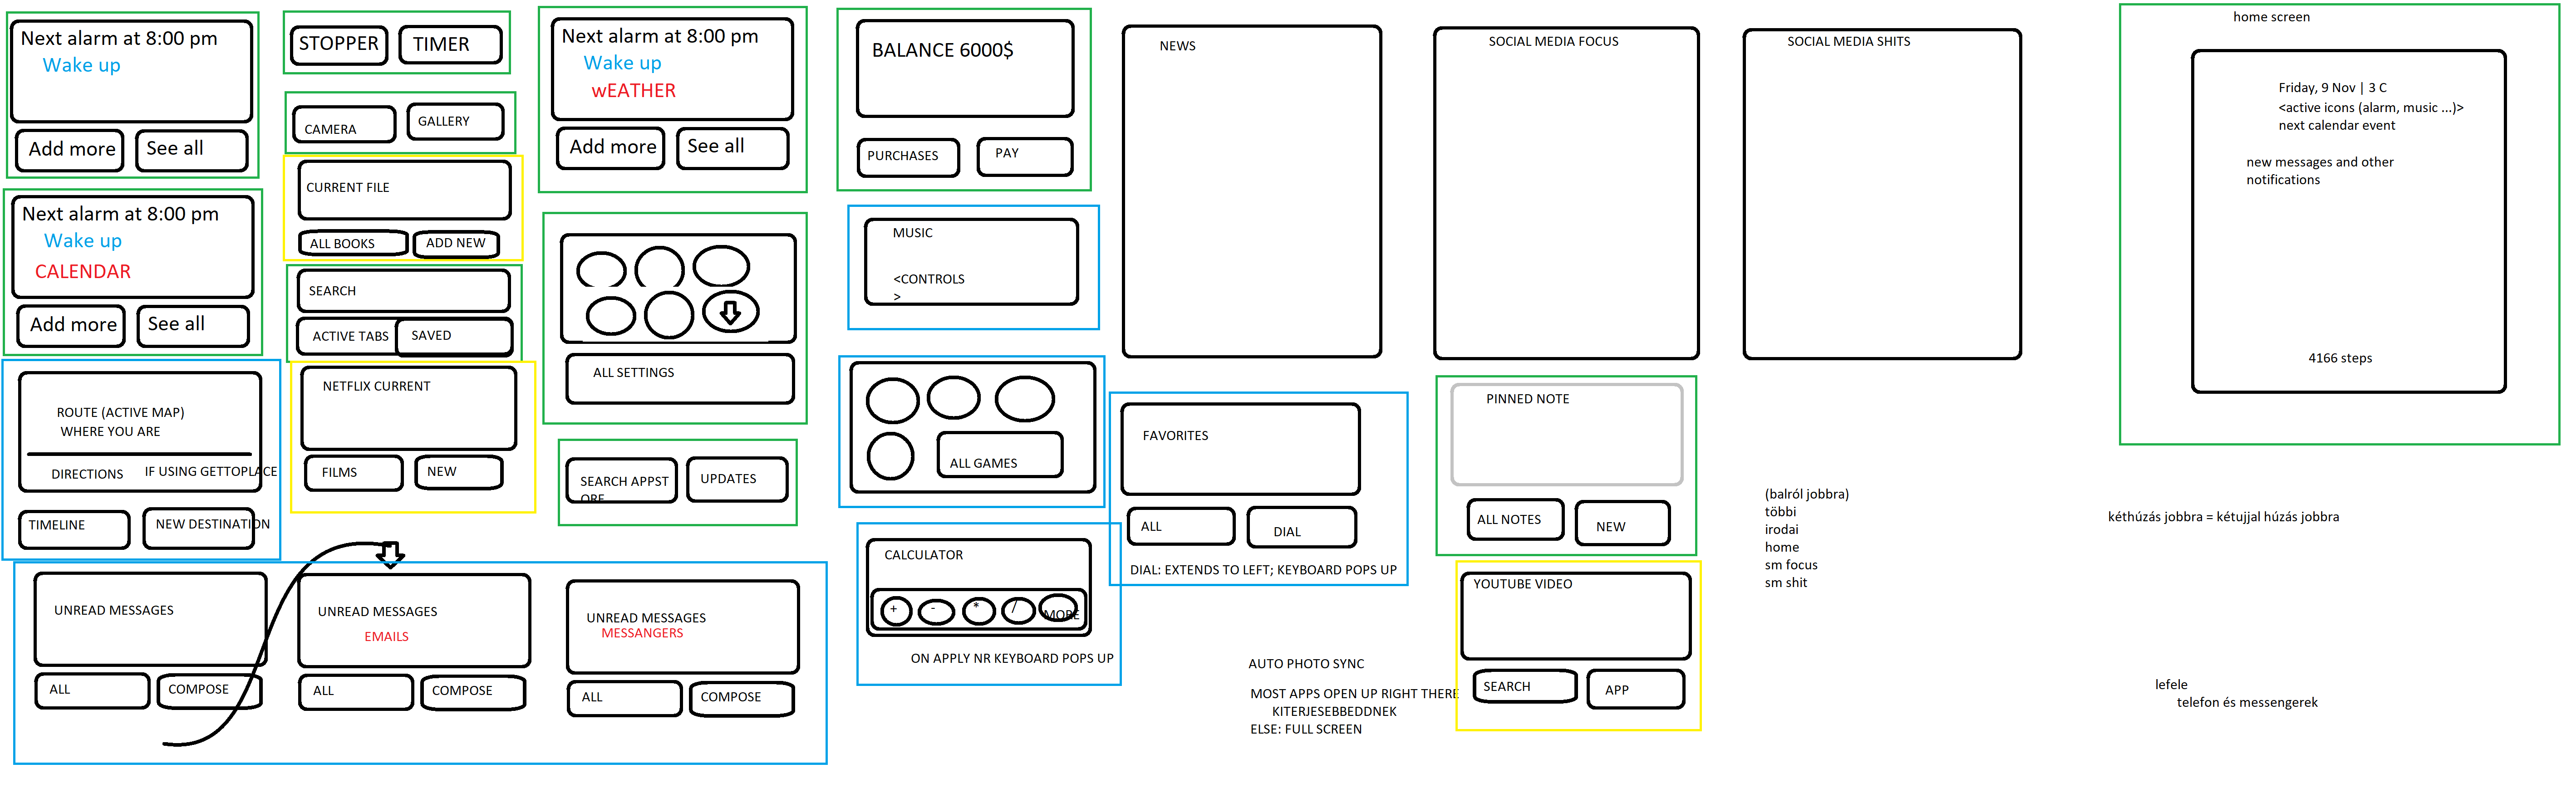 Next alarm at 8:00 pm
Wake up
Add more
See all
Next alarm at 8:00 pm
Wake up
CALENDAR
Add more
See all
ROUTE (ACTIVE MAP)
WHERE YOU ARE
DIRECTIONS
IF USING GETTOPLACE
TIMELINE
NEW DESTINATION
UNREAD MESSAGES
ALL
COMPOSE
STOPPER
TIMER
CAMERA
GALLERY
CURRENT FILE
ALL BOOKS
ADD NEW
SEARCH
ACTIVE TABS
SAVED
NETFLIX CURRENT
FILMS
NEW
UNREAD MESSAGES
EMAILS
ALL
COMPOSE
Next alarm at 8:00 pm
Wake up
wEATHER
Add more
See all
ALL SETTINGS
SEARCH APPST
ORE
UPDATES
UNREAD MESSAGES
MESSANGERS
ALL
COMPOSE
BALANCE 6000$
PURCHASES
PAY
MUSIC
<CONTROLS
>
ALL GAMES
CALCULATOR
+ - * / MORE
ON APPLY NR KEYBOARD POPS UP
NEWS
FAVORITES
ALL
DIAL
DIAL: EXTENDS TO LEFT; KEYBOARD POPS UP
AUTO PHOTO SYNC
MOST APPS OPEN UP RIGHT THERE
KITERJESEBBEDDNEK
ELSE: FULL SCREEN
SOCIAL MEDIA FOCUS
PINNED NOTE
ALL NOTES
NEW
YOUTUBE VIDEO
SEARCH
APP
SOCIAL MEDIA SHITS
(balról jobbra)
többi
irodai
home
sm focus
sm shit
home screen
Friday, 9 Nov | 3 C
<active icons (alarm, music ...)>
next calendar event
new messages and other
notifications
4166 steps
kéthúzás jobbra = kétujjal húzás jobbra
lefele
telefon és messengerek